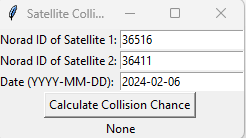 Satellite Colli...
Norad ID of Satellite 1: 36516
Norad ID of Satellite 2: 36411
Date (YYYY-MM-DD): 2024-02-06
Calculate Collision Chance
None